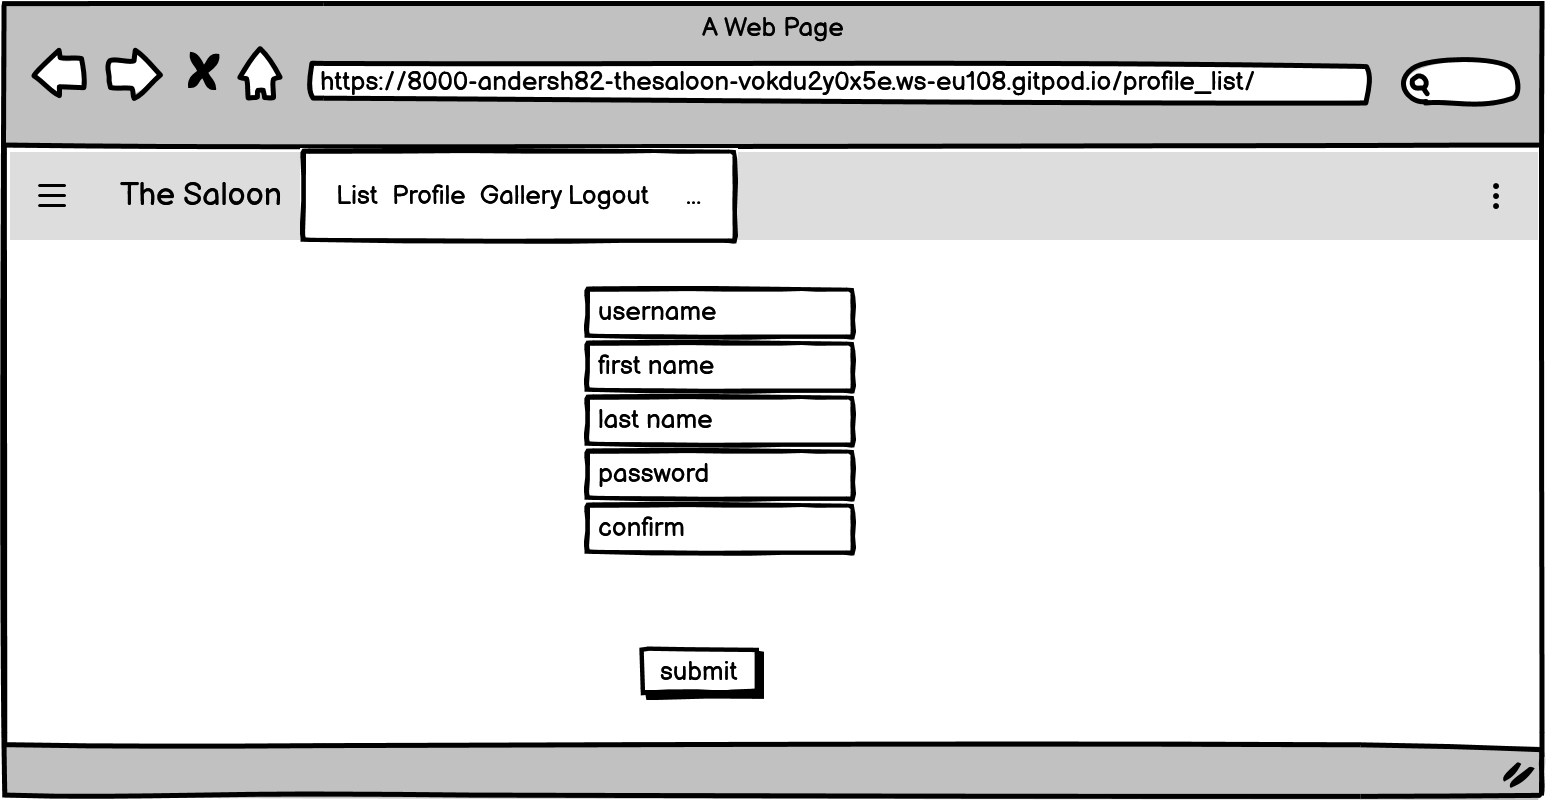 A Web Page
https://8000-andersh82-thesaloon-vokdu2y0x5e.ws-eu108.gitpod.io/profile_list/
The Saloon List Profile Gallery Logout ...
username
first name
last name
password
confirm
submit